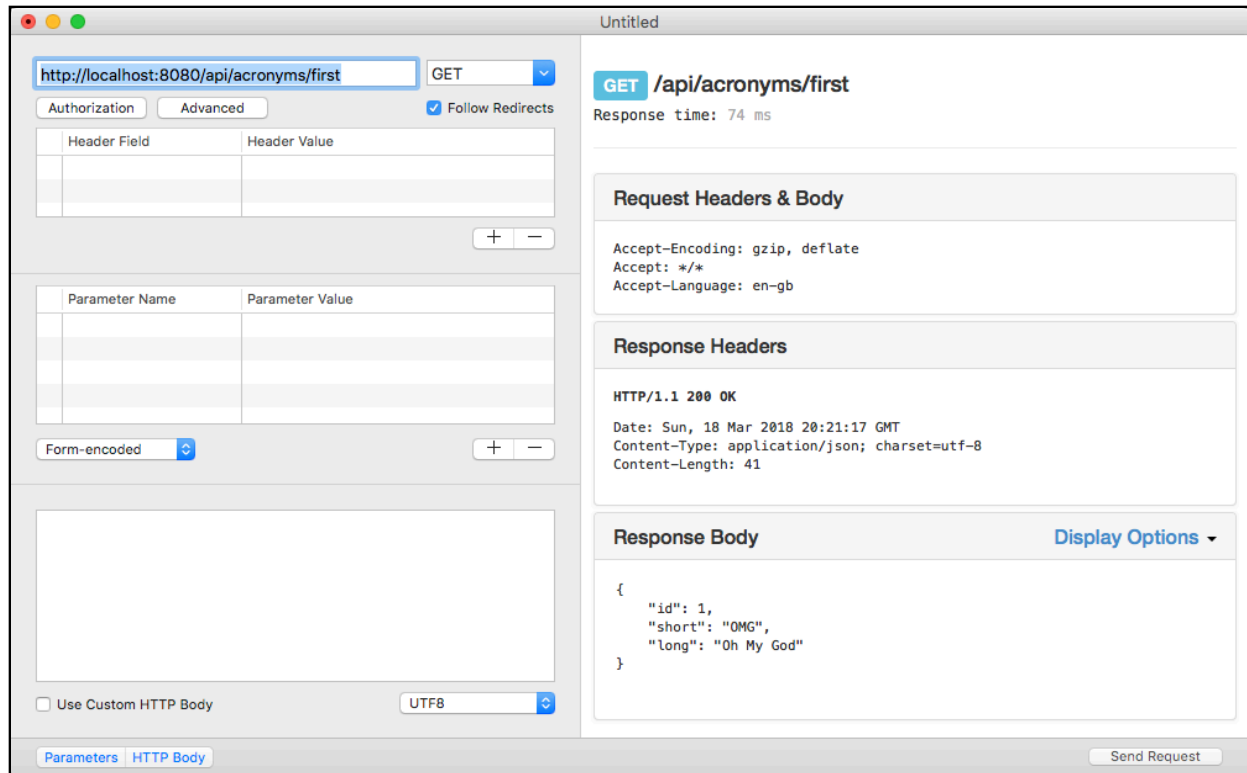 Untitled
http://localhost:8080/api/acronyms/first
GET
Authorization
Advanced
Follow Redirects
Header Field
Header Value
+ −
Parameter Name
Parameter Value
Form-encoded
+ −
Use Custom HTTP Body
UTF8
Parameters
HTTP Body
GET /api/acronyms/first
Response time: 74 ms
Request Headers & Body
Accept-Encoding: gzip, deflate
Accept: */*
Accept-Language: en-gb
Response Headers
HTTP/1.1 200 OK
Date: Sun, 18 Mar 2018 20:21:17 GMT
Content-Type: application/json; charset=utf-8
Content-Length: 41
Response Body
Display Options
{
"id": 1,
"short": "OMG",
"long": "Oh My God"
}
Send Request